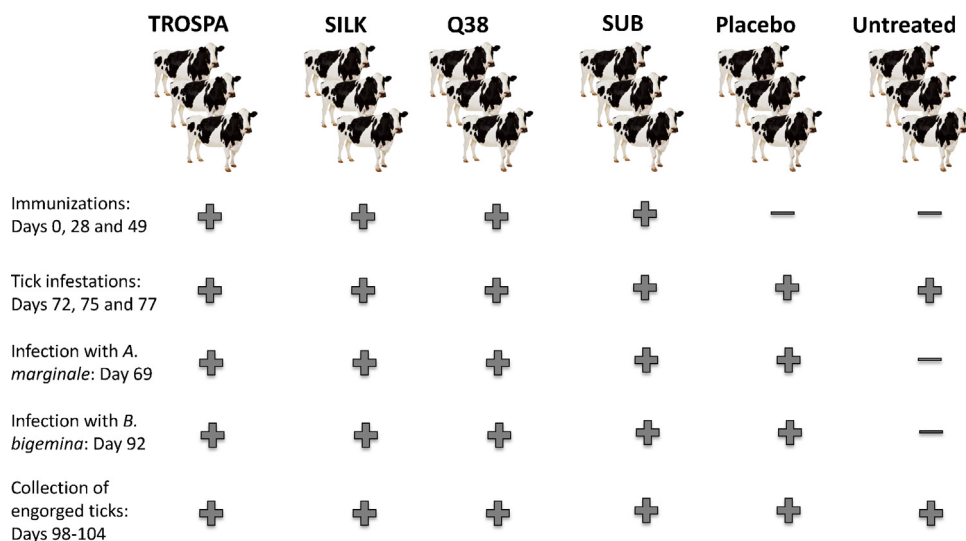 TROSPA SILK Q38 SUB Placebo Untreated
Immunizations:
Days 0, 28 and 49
Tick infestations:
Days 72, 75 and 77
Infection with A.
marginale: Day 69
Infection with B.
bigemina: Day 92
Collection of
engorged ticks:
Days 98-104